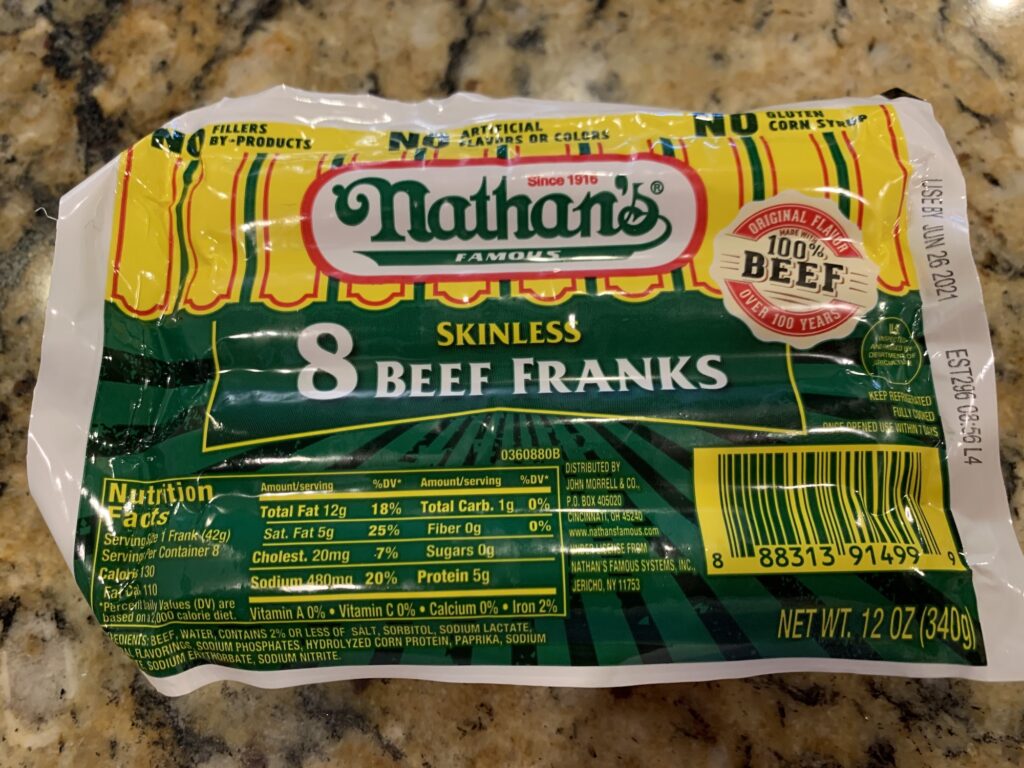 NO FILLERS BY-PRODUCTS
NO ARTIFICIAL FLAVORS OR COLORS
NO GLUTEN CORN SYRUP
Since 1916
Nathan's®
FAMOUS
ORIGINAL FLAVOR
MADE WITH
100%
BEEF
OVER 100 YEARS
SKINLESS
8 BEEF FRANKS
USE BY JUN 26 2021
EST296 08:56 L4
INSPECTED
DEPARTMENT OF
AGRICULTURE
KEEP REFRIGERATED
FULLY COOKED
ONCE OPENED USE WITHIN 7 DAYS
0360880B
Nutrition
Facts
Serving Size 1 Frank (42g)
Serving Per Container 8
Calories 130
Fat Cal 110
*Percent Daily Values (DV) are
based on a 2,000 calorie diet.
Amount/serving %DV* Amount/serving %DV*
Total Fat 12g 18% Total Carb. 1g 0%
Sat. Fat 5g 25% Fiber 0g 0%
Cholest. 20mg 7% Sugars 0g
Sodium 480mg 20% Protein 5g
Vitamin A 0% • Vitamin C 0% • Calcium 0% • Iron 2%
DISTRIBUTED BY
JOHN MORRELL & CO.,
P.O. BOX 405020
CINCINNATI, OH 45240
www.nathansfamous.com
UNDER LICENSE FROM
NATHAN'S FAMOUS SYSTEMS, INC.,
JERICHO, NY 11753
8 88313 91499 9
NET WT. 12 OZ (340g)
BEEF, WATER, CONTAINS 2% OR LESS OF SALT, SORBITOL, SODIUM LACTATE,
FLAVORINGS, SODIUM PHOSPHATES, HYDROLYZED CORN PROTEIN, PAPRIKA, SODIUM
SODIUM ERYTHORBATE, SODIUM NITRITE.